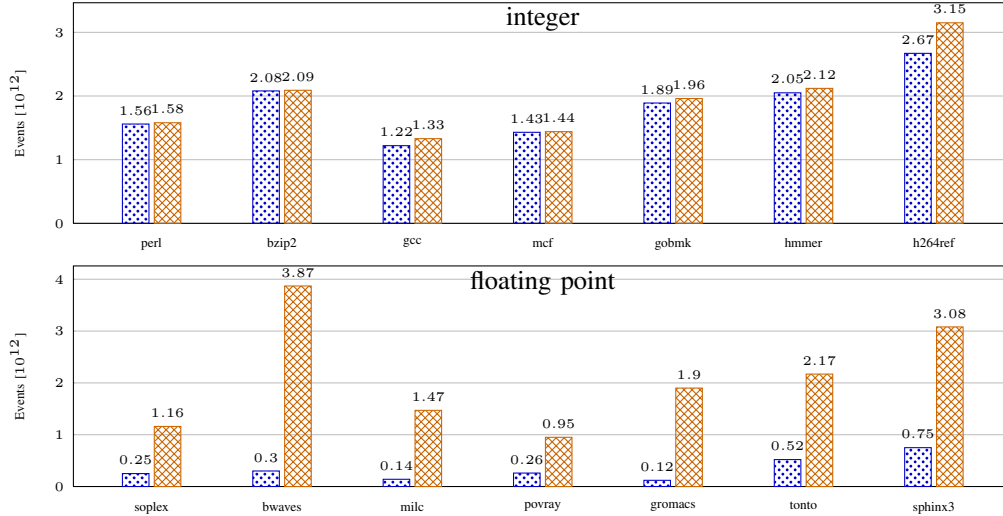 integer
Events [10^12]
3
2
1
0
1.56 1.58 2.08 2.09 1.22 1.33 1.43 1.44 1.89 1.96 2.05 2.12 2.67 3.15
perl bzip2 gcc mcf gobmk hmmer h264ref
floating point
Events [10^12]
4
3
2
1
0
0.25 1.16 0.3 3.87 0.14 1.47 0.26 0.95 0.12 1.9 0.52 2.17 0.75 3.08
soplex bwaves milc povray gromacs tonto sphinx3